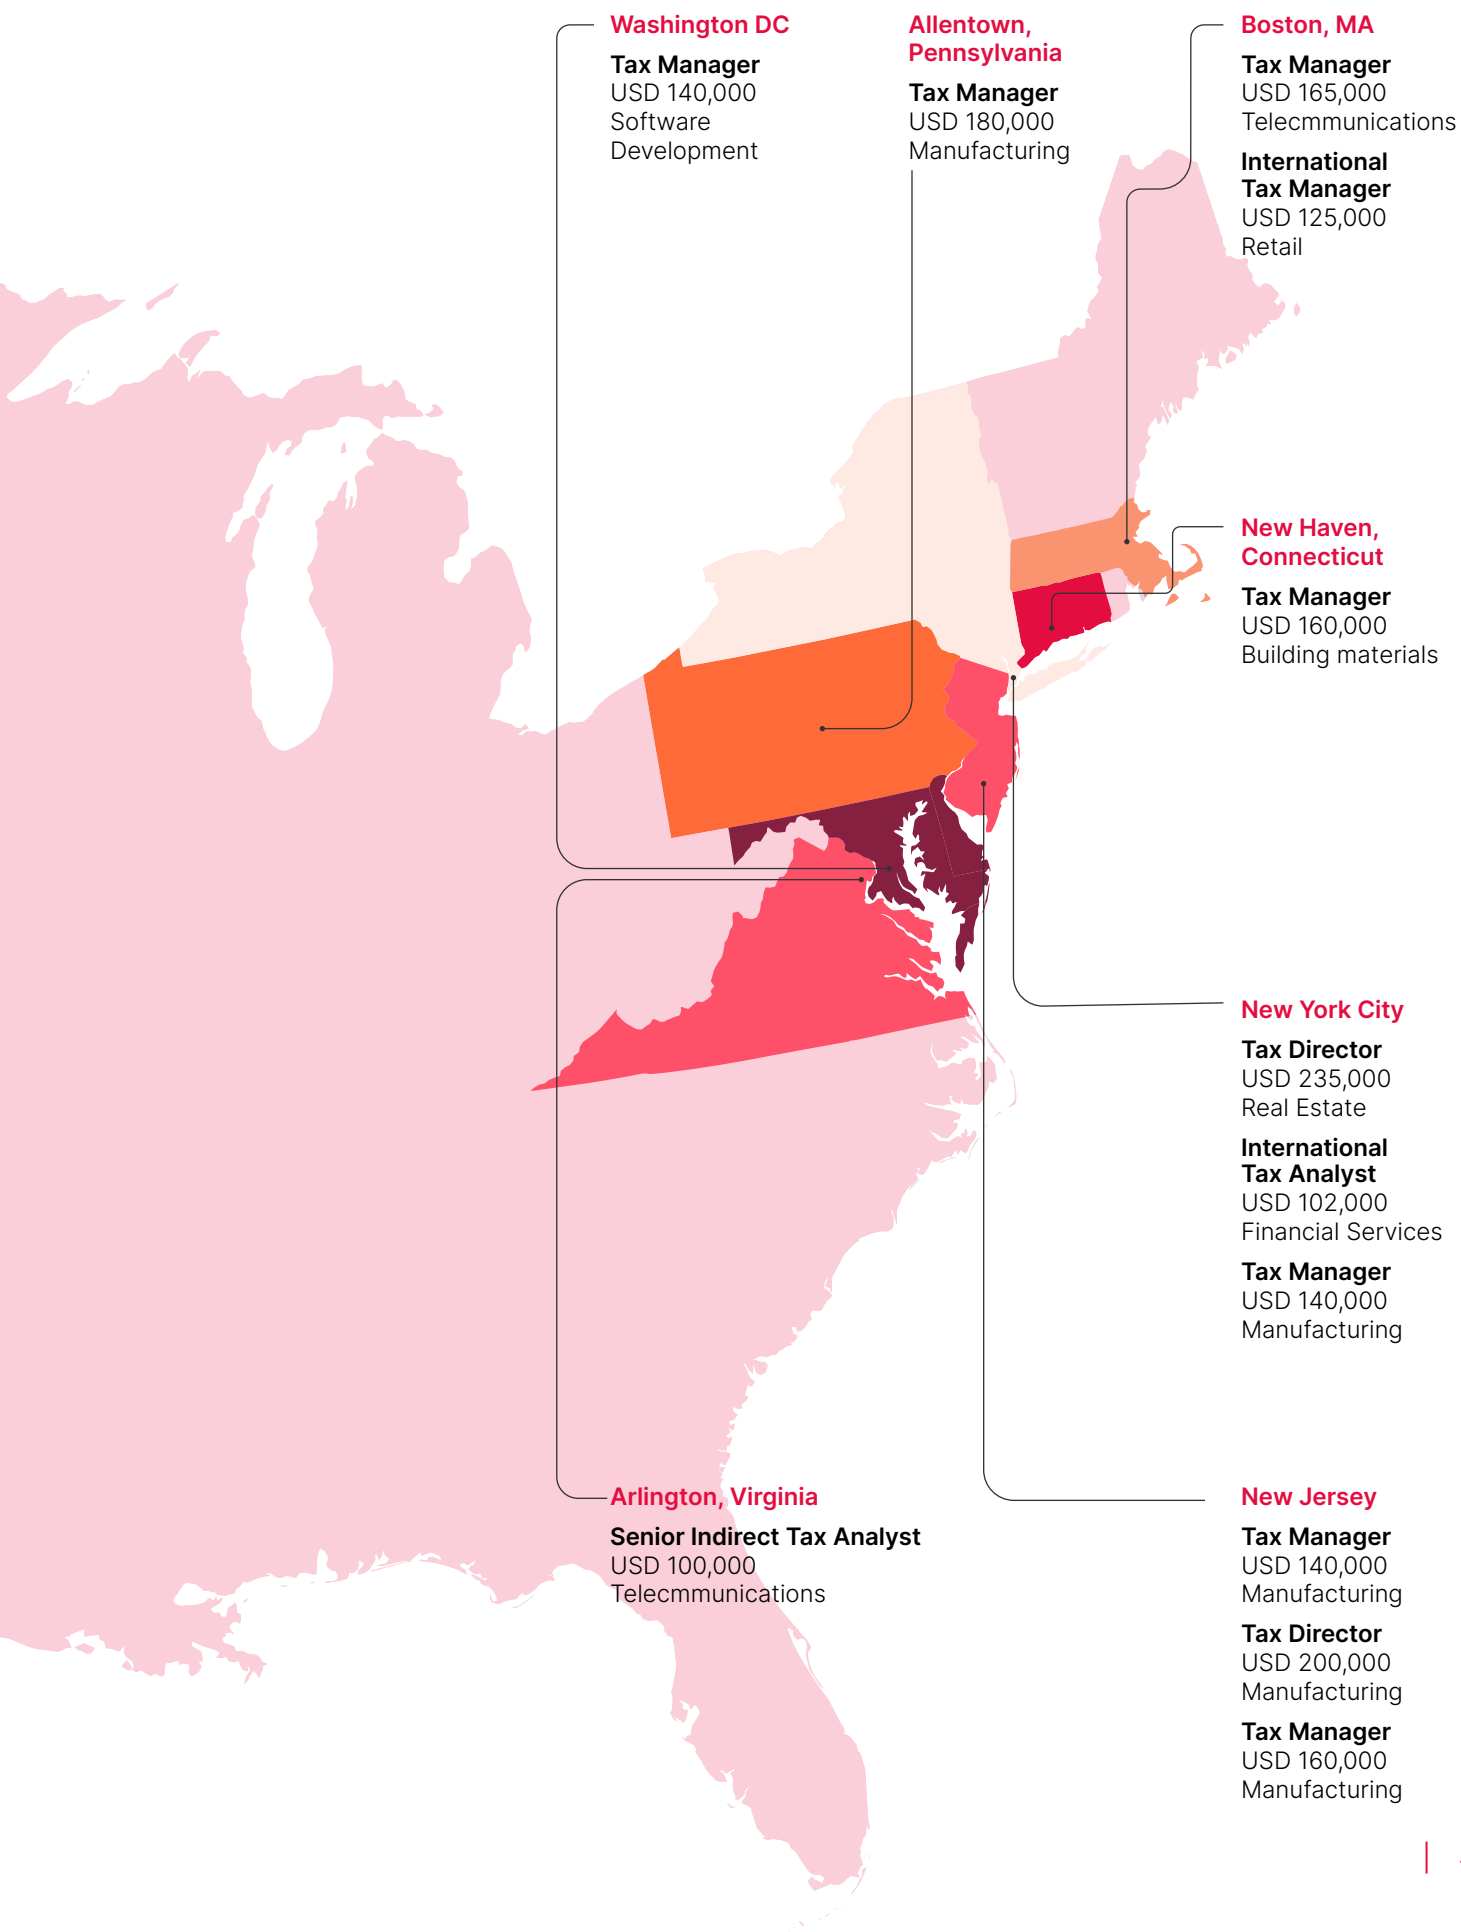 Washington DC
Tax Manager
USD 140,000
Software
Development
Allentown,
Pennsylvania
Tax Manager
USD 180,000
Manufacturing
Boston, MA
Tax Manager
USD 165,000
Telecmmunications
International
Tax Manager
USD 125,000
Retail
New Haven,
Connecticut
Tax Manager
USD 160,000
Building materials
New York City
Tax Director
USD 235,000
Real Estate
International
Tax Analyst
USD 102,000
Financial Services
Tax Manager
USD 140,000
Manufacturing
Arlington, Virginia
Senior Indirect Tax Analyst
USD 100,000
Telecmmunications
New Jersey
Tax Manager
USD 140,000
Manufacturing
Tax Director
USD 200,000
Manufacturing
Tax Manager
USD 160,000
Manufacturing